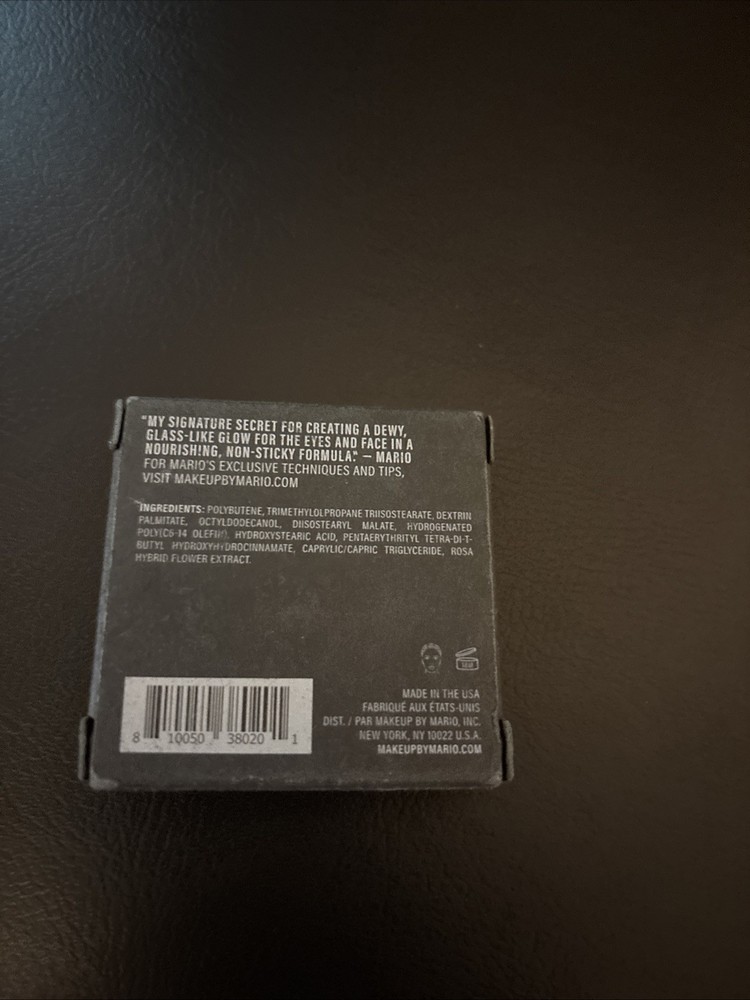 "MY SIGNATURE SECRET FOR CREATING A DEWY,
GLASS-LIKE GLOW FOR THE EYES AND FACE IN A
NOURISHING, NON-STICKY FORMULA." – MARIO
FOR MARIO'S EXCLUSIVE TECHNIQUES AND TIPS,
VISIT MAKEUPBYMARIO.COM
INGREDIENTS: POLYBUTENE, TRIMETHYLOLPROPANE TRIISOSTEARATE, DEXTRIN
PALMITATE, OCTYLDODECANOL, DIISOSTEARYL MALATE, HYDROGENATED
POLY(C6-14 OLEFIN), HYDROXYSTEARIC ACID, PENTAERYTHRITYL TETRA-DI-T-
BUTYL HYDROXYHYDROCINNAMATE, CAPRYLIC/CAPRIC TRIGLYCERIDE, ROSA
HYBRID FLOWER EXTRACT.
MADE IN THE USA
FABRIQUÉ AUX ÉTATS-UNIS
DIST. / PAR MAKEUP BY MARIO, INC.
NEW YORK, NY 10022 U.S.A.
MAKEUPBYMARIO.COM
8 10050 38020 1